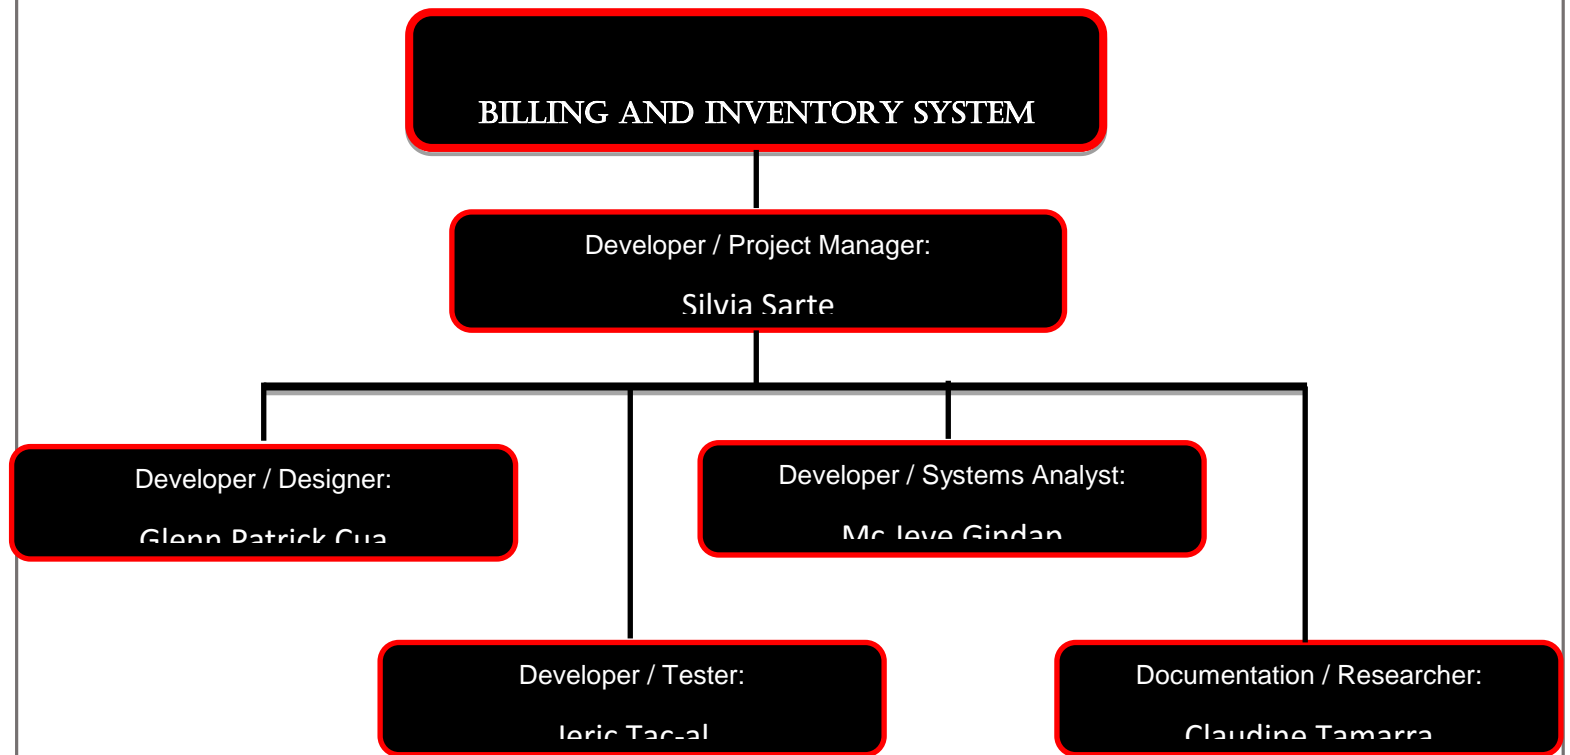 BILLING AND INVENTORY SYSTEM
Developer / Project Manager:
Silvia Sarte
Developer / Designer:
Glenn Patrick Cua
Developer / Systems Analyst:
Mc Jeve Gindap
Developer / Tester:
Jeric Tac-al
Documentation / Researcher:
Claudine Tamarra